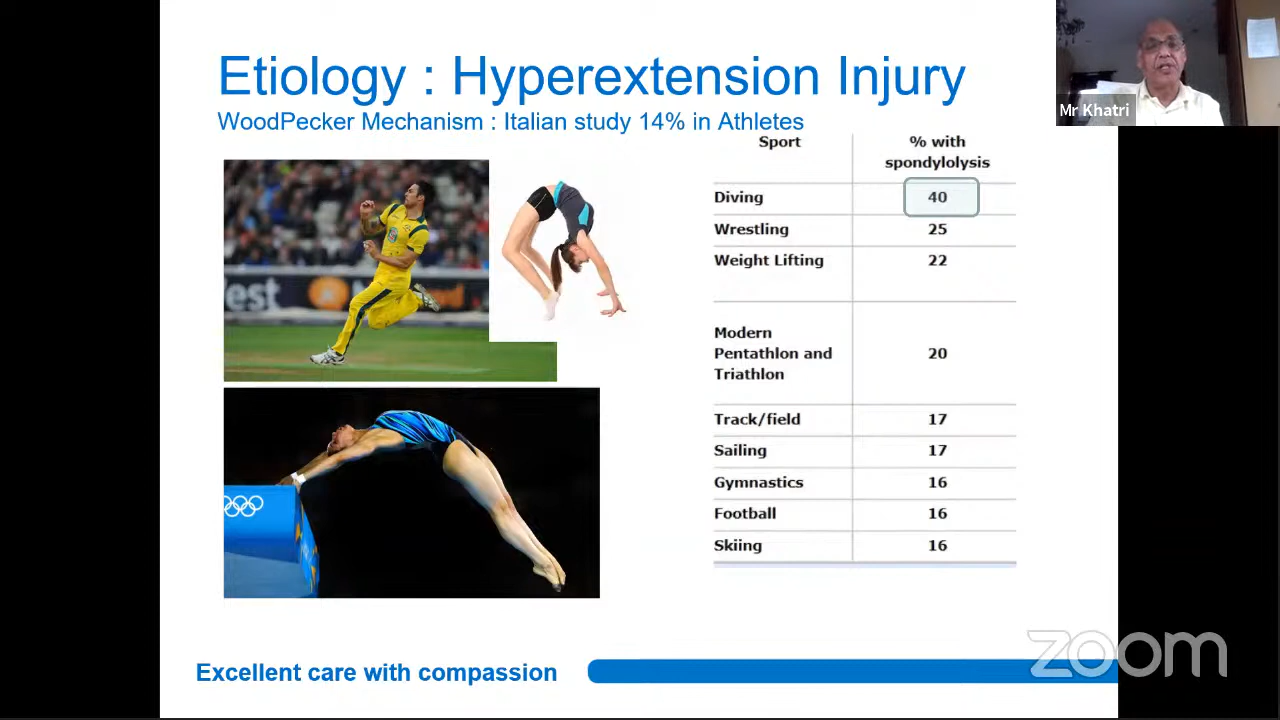 Etiology : Hyperextension Injury
WoodPecker Mechanism : Italian study 14% in Athletes
Mr Khatri
Sport % with
spondylolysis
Diving 40
Wrestling 25
Weight Lifting 22
Modern
Pentathlon and 20
Triathlon
Track/field 17
Sailing 17
Gymnastics 16
Football 16
Skiing 16
Excellent care with compassion
zoom